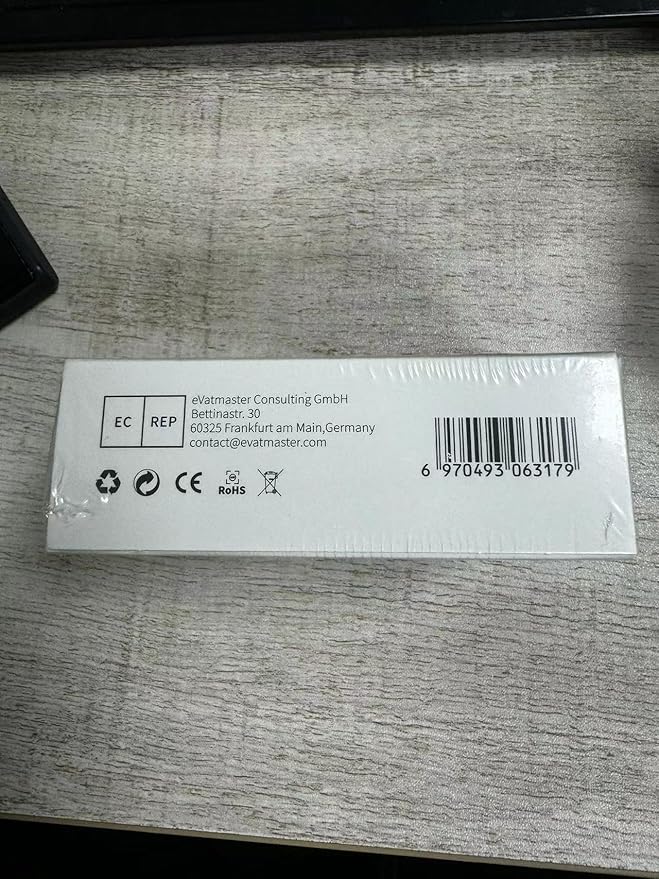 EC REP
eVatmaster Consulting GmbH
Bettinastr. 30
60325 Frankfurt am Main,Germany
contact@evatmaster.com
CE
RoHS
6 970493 063179